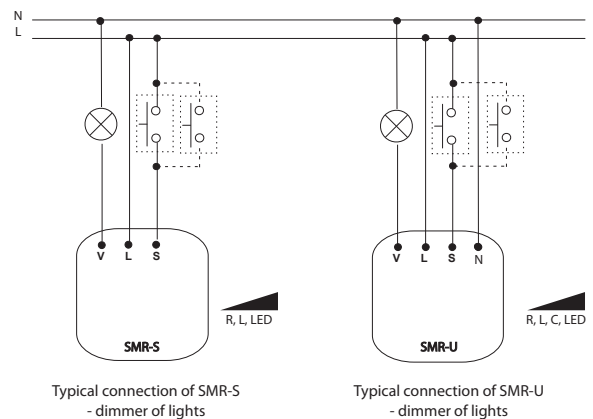 N
L
V L S
V L S N
R, L, LED
R, L, C, LED
SMR-S
SMR-U
Typical connection of SMR-S
- dimmer of lights
Typical connection of SMR-U
- dimmer of lights